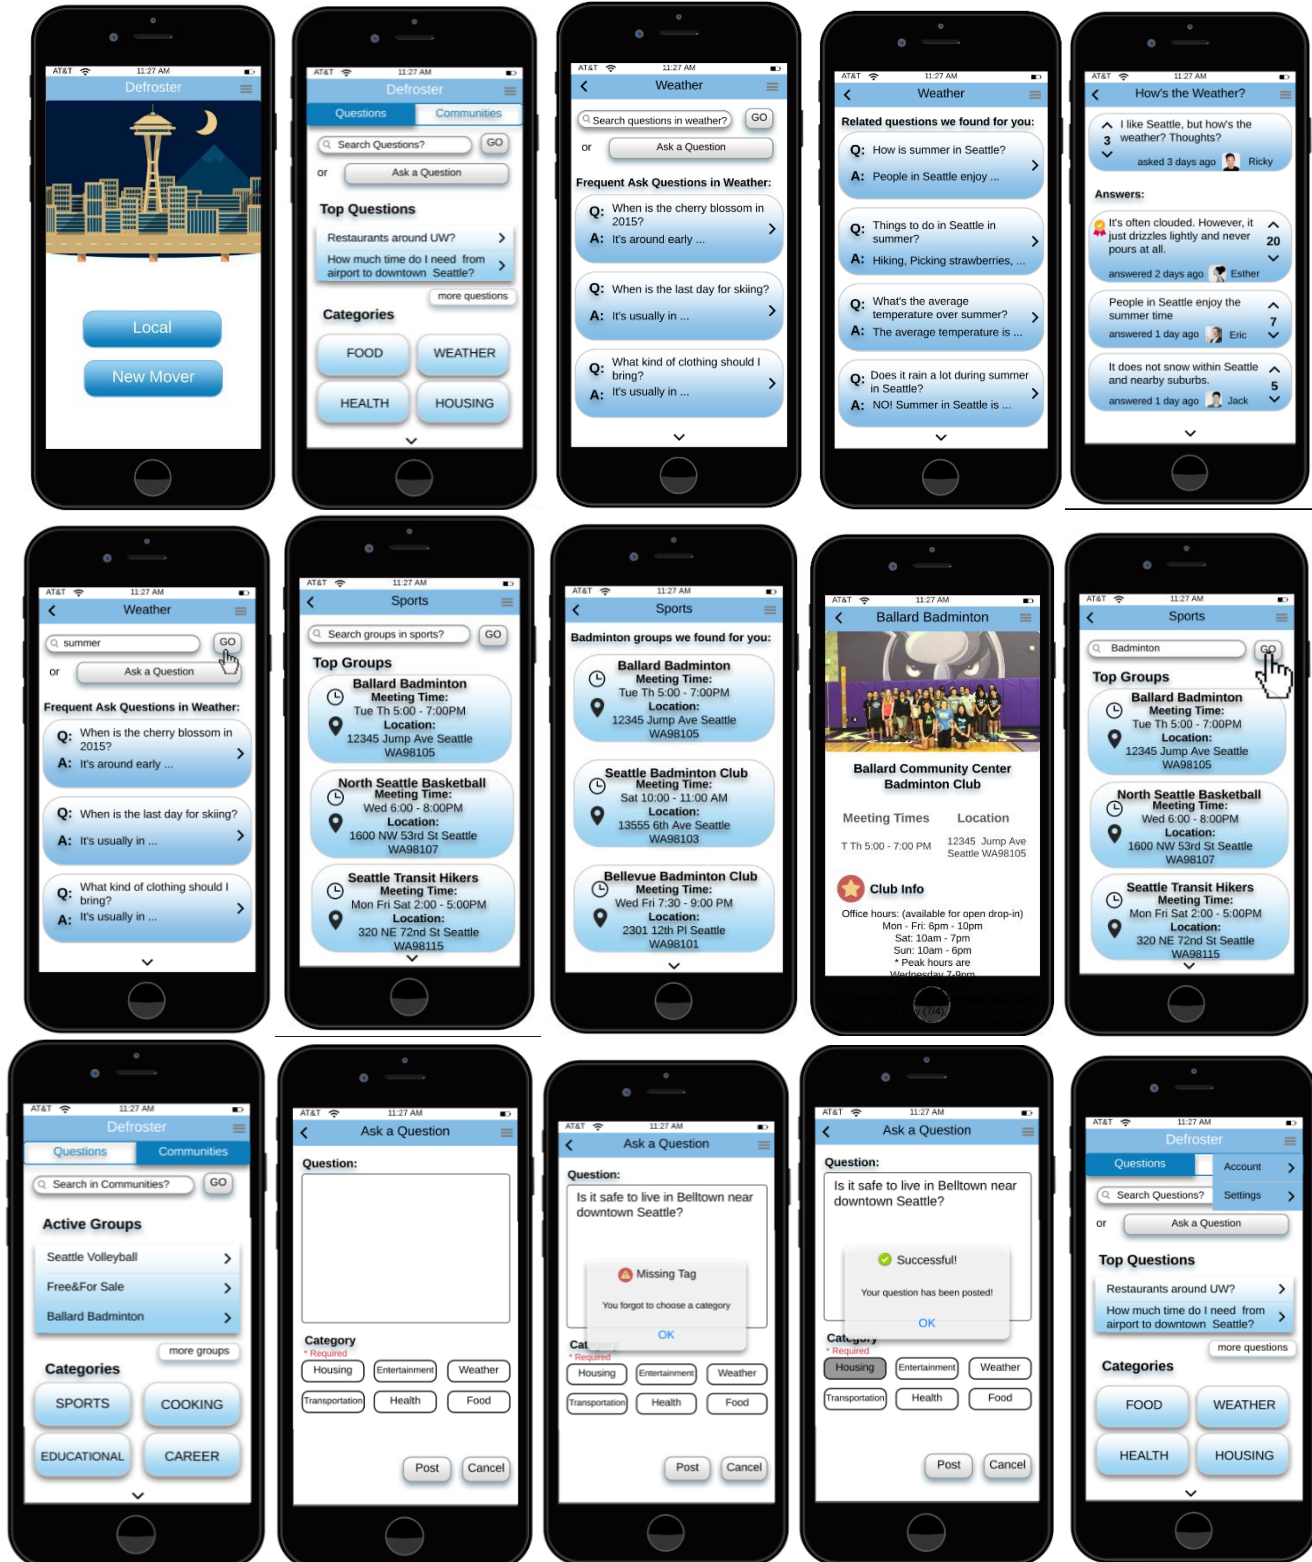 AT&T 11:27 AM
Defroster
Local
New Mover
AT&T 11:27 AM
Defroster
Questions Communities
Search Questions? GO
or Ask a Question
Top Questions
Restaurants around UW?
How much time do I need from
airport to downtown Seattle?
more questions
Categories
FOOD WEATHER
HEALTH HOUSING
AT&T 11:27 AM
Weather
Search questions in weather? GO
or Ask a Question
Frequent Ask Questions in Weather:
Q: When is the cherry blossom in
2015?
A: It's around early ...
Q: When is the last day for skiing?
A: It's usually in ...
Q: What kind of clothing should I
bring?
A: It's usually in ...
AT&T 11:27 AM
Weather
Related questions we found for you:
Q: How is summer in Seattle?
A: People in Seattle enjoy ...
Q: Things to do in Seattle in
summer?
A: Hiking, Picking strawberries, ...
Q: What's the average
temperature over summer?
A: The average temperature is ...
Q: Does it rain a lot during summer
in Seattle?
A: NO! Summer in Seattle is ...
AT&T 11:27 AM
How's the Weather?
I like Seattle, but how's the
3 weather? Thoughts?
asked 3 days ago Ricky
Answers:
It's often clouded. However, it
just drizzles lightly and never 20
pours at all.
answered 2 days ago Esther
People in Seattle enjoy the
summer time 7
answered 1 day ago Eric
It does not snow within Seattle
and nearby suburbs. 5
answered 1 day ago Jack
AT&T 11:27 AM
Weather
summer GO
or Ask a Question
Frequent Ask Questions in Weather:
Q: When is the cherry blossom in
2015?
A: It's around early ...
Q: When is the last day for skiing?
A: It's usually in ...
Q: What kind of clothing should I
bring?
A: It's usually in ...
AT&T 11:27 AM
Sports
Search groups in sports? GO
Top Groups
Ballard Badminton
Meeting Time:
Tue Th 5:00 - 7:00PM
Location:
12345 Jump Ave Seattle
WA98105
North Seattle Basketball
Meeting Time:
Wed 6:00 - 8:00PM
Location:
1600 NW 53rd St Seattle
WA98107
Seattle Transit Hikers
Meeting Time:
Mon Fri Sat 2:00 - 5:00PM
Location:
320 NE 72nd St Seattle
WA98115
AT&T 11:27 AM
Sports
Badminton groups we found for you:
Ballard Badminton
Meeting Time:
Tue Th 5:00 - 7:00PM
Location:
12345 Jump Ave Seattle
WA98105
Seattle Badminton Club
Meeting Time:
Sat 10:00 - 11:00 AM
Location:
13555 6th Ave Seattle
WA98103
Bellevue Badminton Club
Meeting Time:
Wed Fri 7:30 - 9:00 PM
Location:
2301 12th Pl Seattle
WA98101
AT&T 11:27 AM
Ballard Badminton
Ballard Community Center
Badminton Club
Meeting Times Location
T Th 5:00 - 7:00 PM 12345 Jump Ave
Seattle WA98105
Club Info
Office hours: (available for open drop-in)
Mon - Fri: 6pm - 10pm
Sat: 10am - 7pm
Sun: 10am - 6pm
* Peak hours are
Wednesday 7-9pm
AT&T 11:27 AM
Sports
Badminton GO
Top Groups
Ballard Badminton
Meeting Time:
Tue Th 5:00 - 7:00PM
Location:
12345 Jump Ave Seattle
WA98105
North Seattle Basketball
Meeting Time:
Wed 6:00 - 8:00PM
Location:
1600 NW 53rd St Seattle
WA98107
Seattle Transit Hikers
Meeting Time:
Mon Fri Sat 2:00 - 5:00PM
Location:
320 NE 72nd St Seattle
WA98115
AT&T 11:27 AM
Defroster
Questions Communities
Search in Communities? GO
Active Groups
Seattle Volleyball
Free&For Sale
Ballard Badminton
more groups
Categories
SPORTS COOKING
EDUCATIONAL CAREER
AT&T 11:27 AM
Ask a Question
Question:
Category
* Required
Housing Entertainment Weather
Transportation Health Food
Post Cancel
AT&T 11:27 AM
Ask a Question
Question:
Is it safe to live in Belltown near
downtown Seattle?
Missing Tag
You forgot to choose a category
OK
* Required
Housing Entertainment Weather
Transportation Health Food
Post Cancel
AT&T 11:27 AM
Ask a Question
Question:
Is it safe to live in Belltown near
downtown Seattle?
Successful!
Your question has been posted!
OK
Category
* Required
Housing Entertainment Weather
Transportation Health Food
Post Cancel
AT&T 11:27 AM
Defroster
Questions Account
Search Questions? Settings
or Ask a Question
Top Questions
Restaurants around UW?
How much time do I need from
airport to downtown Seattle?
more questions
Categories
FOOD WEATHER
HEALTH HOUSING